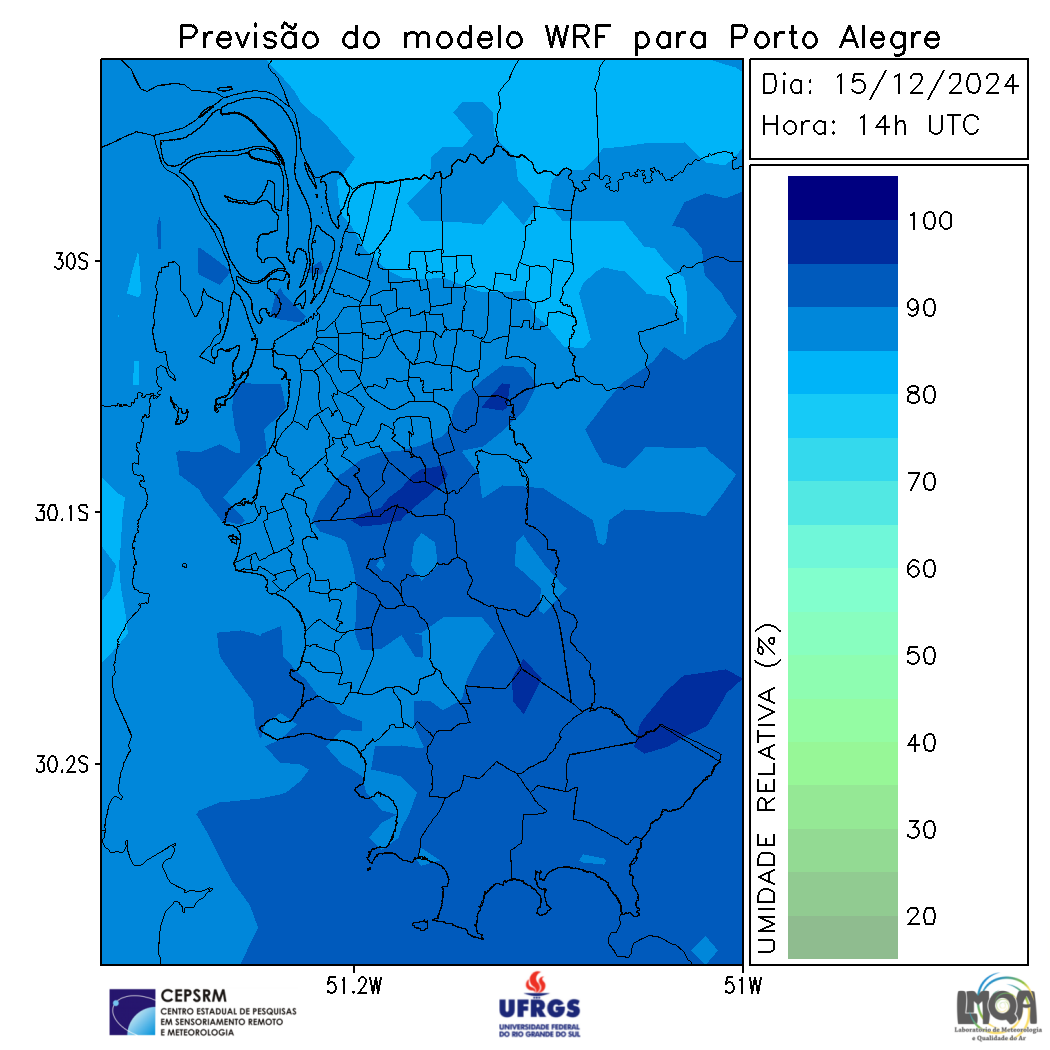 Previsão do modelo WRF para Porto Alegre
Dia: 15/12/2024
Hora: 14h UTC
100
90
80
70
60
50
40
30
20
UMIDADE RELATIVA (%)
30S
30.1S
30.2S
51.2W
51W
CEPSRM
CENTRO ESTADUAL DE PESQUISAS
EM SENSORIAMENTO REMOTO
E METEOROLOGIA
UFRGS
UNIVERSIDADE FEDERAL
DO RIO GRANDE DO SUL
LMQA
Laboratório de Meteorologia
e Qualidade do Ar